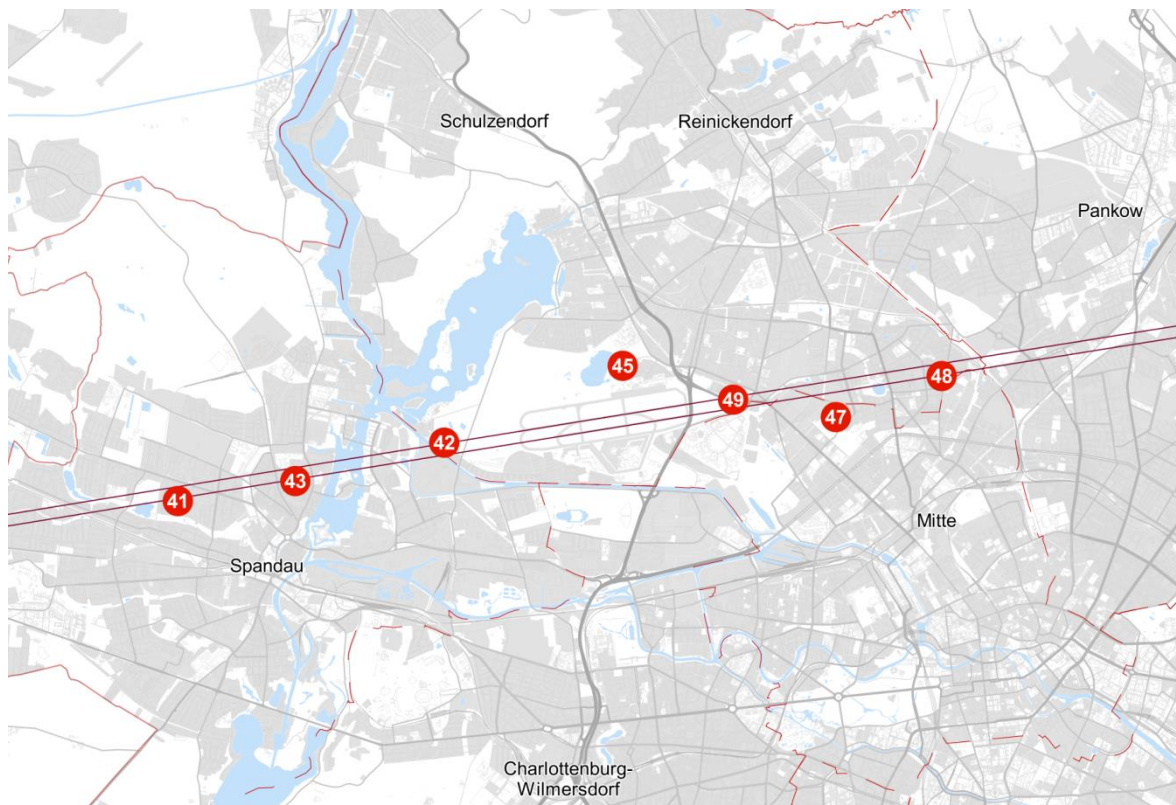 Schulzendorf
Reinickendorf
Pankow
45
49
48
47
42
43
41
Mitte
Spandau
Charlottenburg-
Wilmersdorf